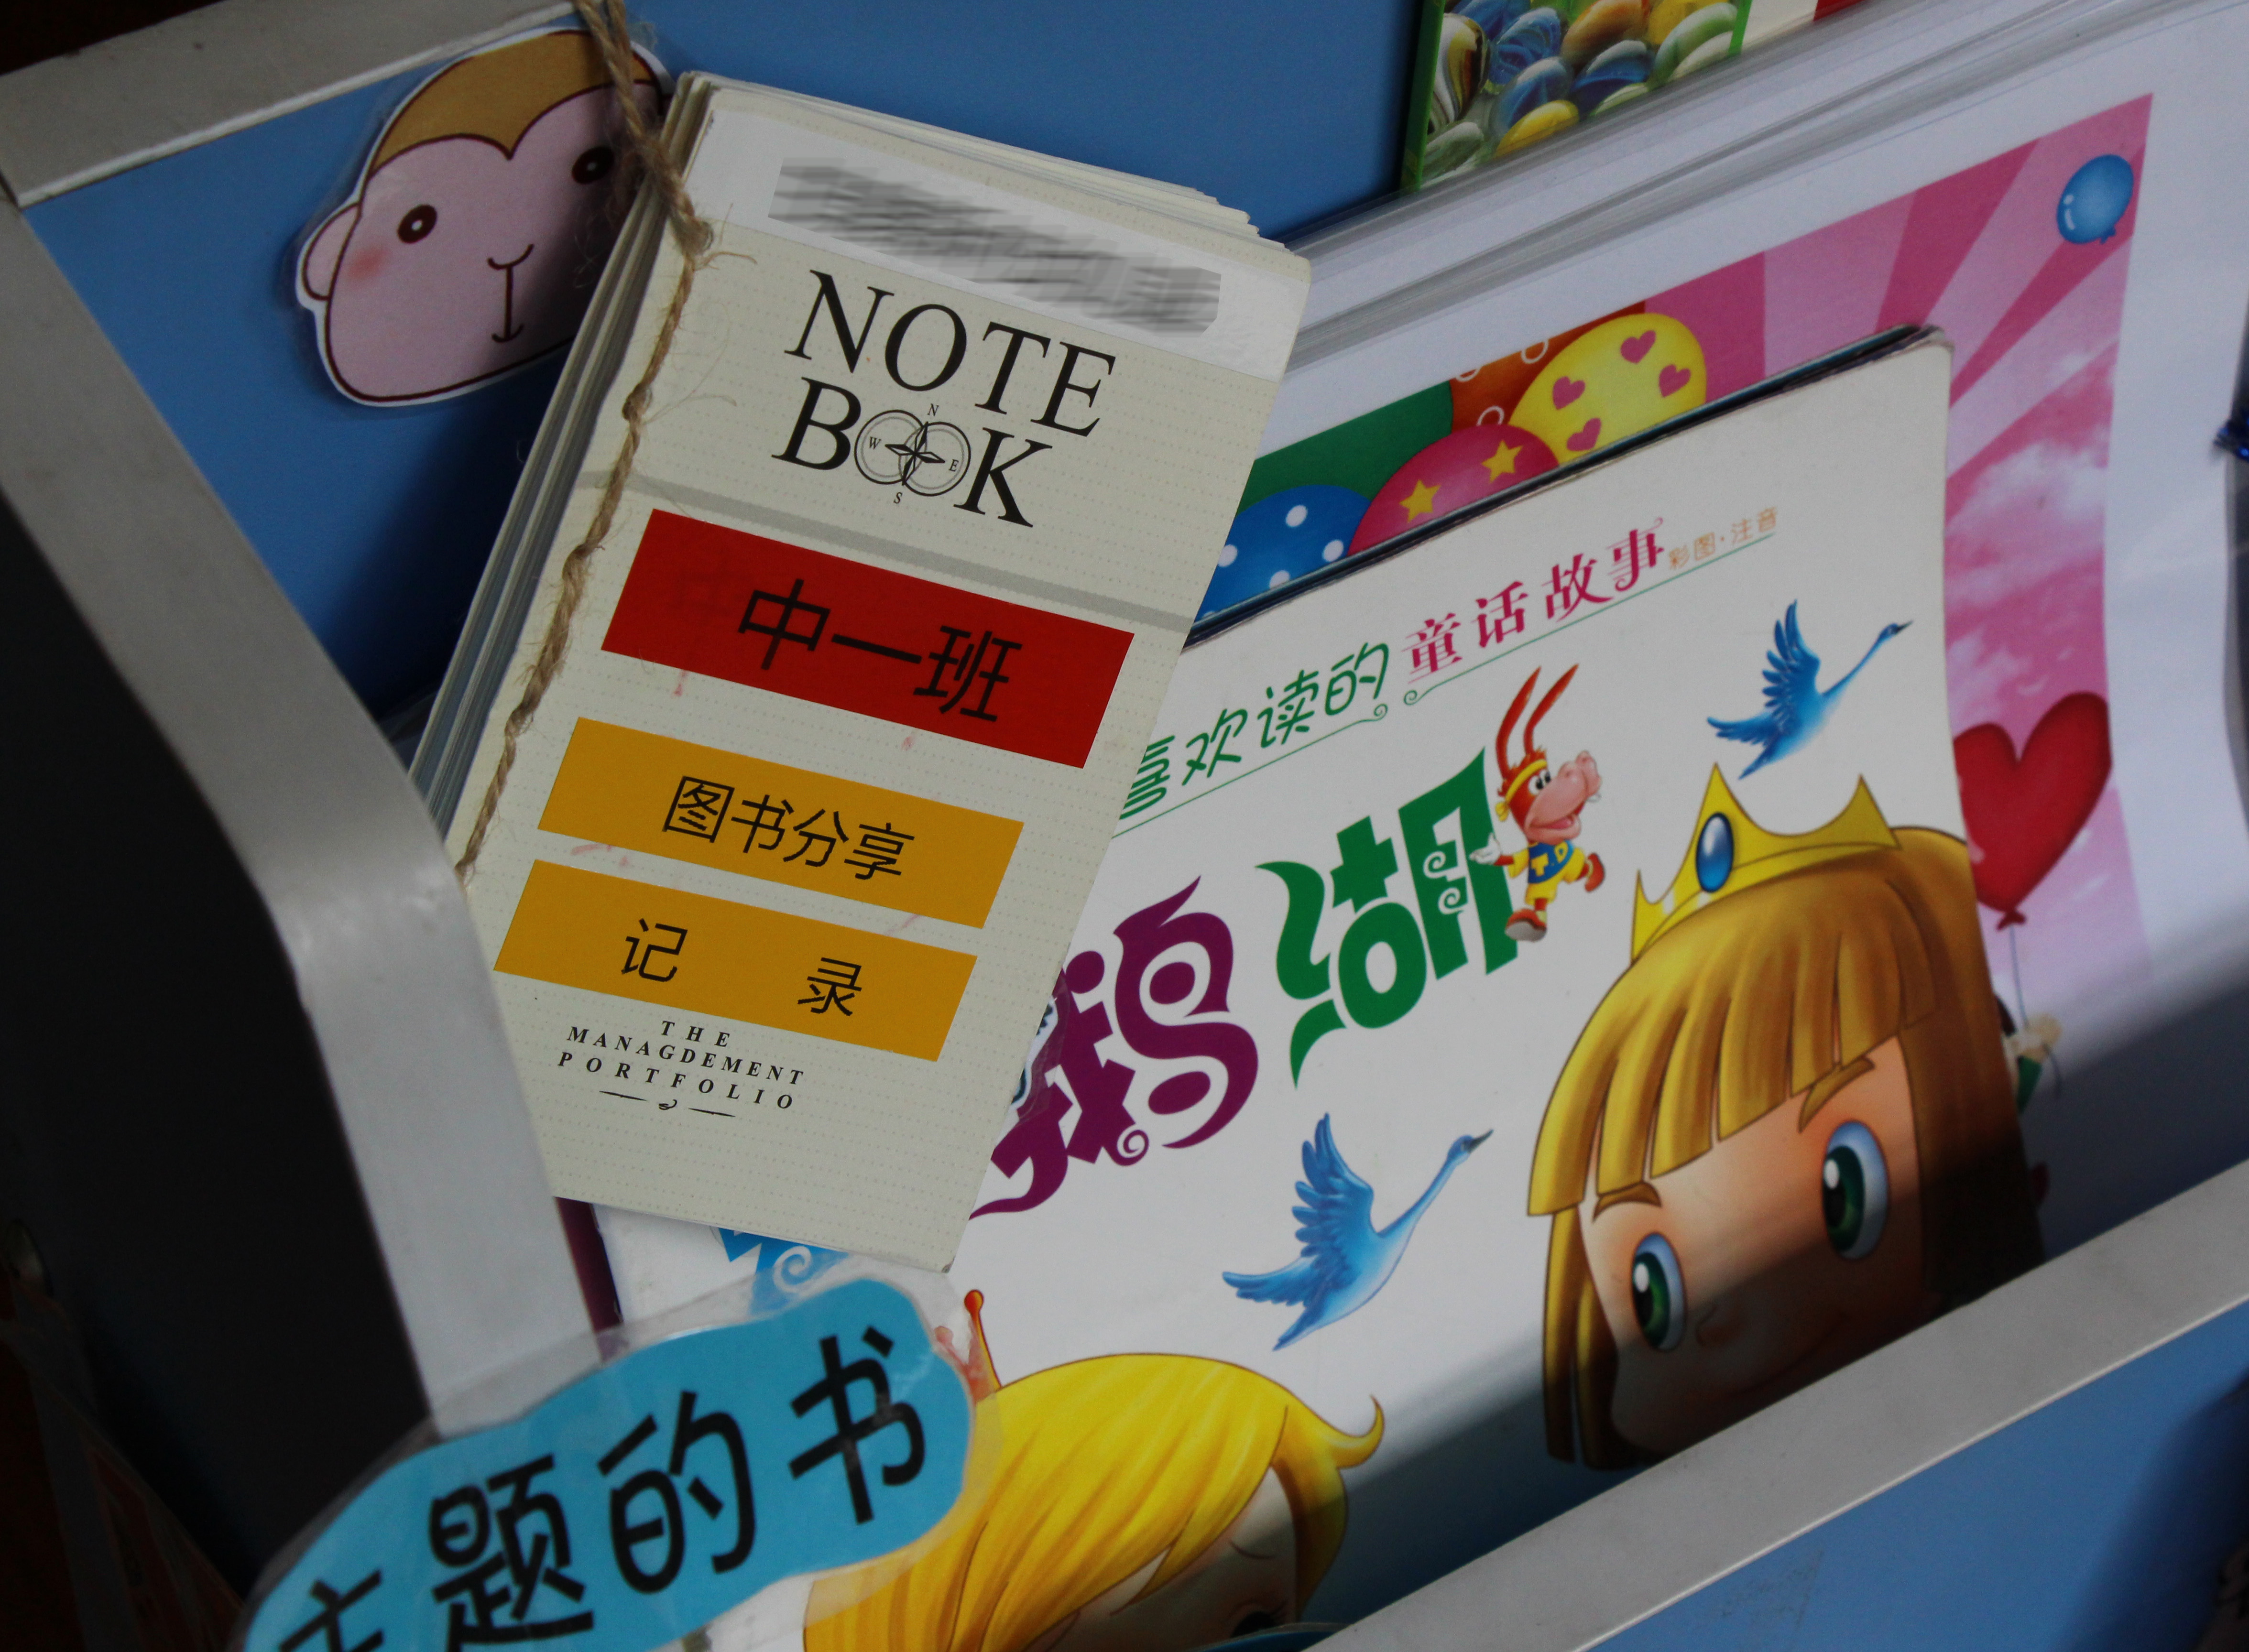 NOTE
BOOK
N
W E
S
中一班
图书分享
记 录
THE
MANAGDEMENT
PORTFOLIO
喜欢读的童话故事 彩图·注音
鹅湖
T.D
主题的书